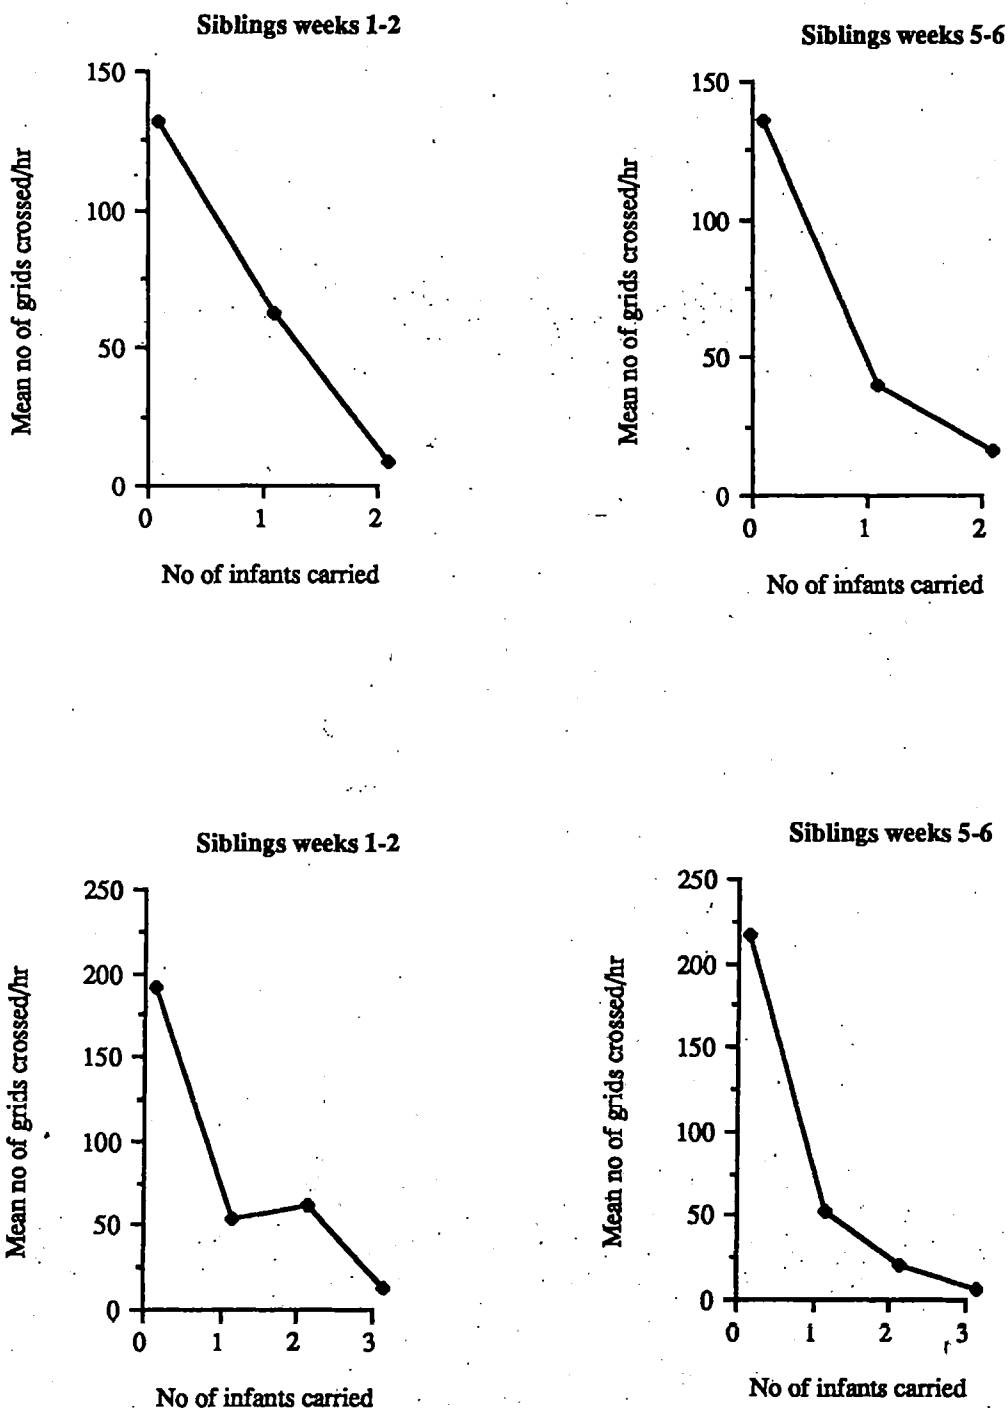 Siblings weeks 1-2
150
100
50
0
0 1 2
Mean no of grids crossed/hr
No of infants carried
Siblings weeks 5-6
150
100
50
0
0 1 2
Mean no of grids crossed/hr
No of infants carried
Siblings weeks 1-2
250
200
150
100
50
0
0 1 2 3
Mean no of grids crossed/hr
No of infants carried
Siblings weeks 5-6
250
200
150
100
50
0
0 1 2 3
Mean no of grids crossed/hr
No of infants carried